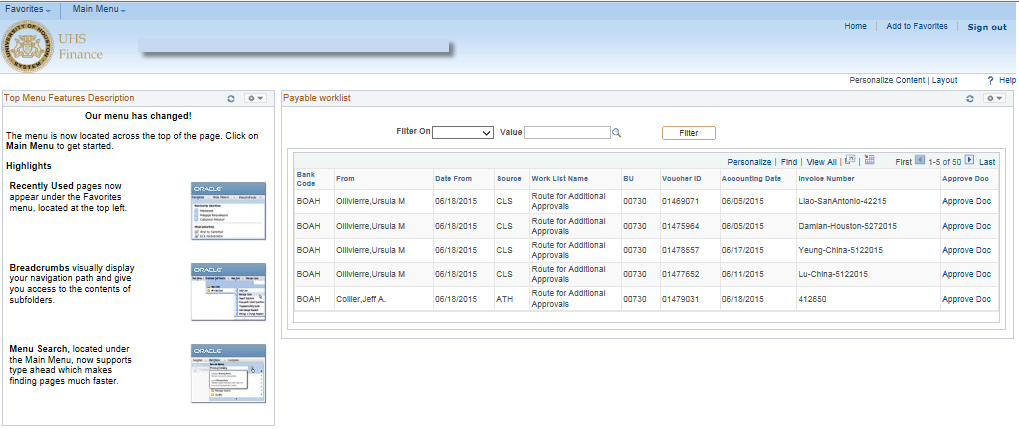 Favorites Main Menu
UNIVERSITY OF HOUSTON SYSTEM
UHS
Finance
Home Add to Favorites Sign out
Personalize Content | Layout ? Help
Top Menu Features Description
Our menu has changed!
The menu is now located across the top of the page. Click on
Main Menu to get started.
Highlights
Recently Used pages now
appear under the Favorites
menu, located at the top left.
ORACLE
Breadcrumbs visually display
your navigation path and give
you access to the contents of
subfolders.
Menu Search, located under
the Main Menu, now supports
type ahead which makes
finding pages much faster.
ORACLE
Payable worklist
Filter On Value Filter
Personalize | Find | View All | First 1-5 of 50 Last
Bank Code From Date From Source Work List Name BU Voucher ID Accounting Date Invoice Number Approve Doc
BOAH Ollivierre,Ursula M 06/18/2015 CLS Route for Additional Approvals 00730 01469071 06/05/2015 Liao-SanAntonio-42215 Approve Doc
BOAH Ollivierre,Ursula M 06/18/2015 CLS Route for Additional Approvals 00730 01475964 06/05/2015 Damian-Houston-5272015 Approve Doc
BOAH Ollivierre,Ursula M 06/18/2015 CLS Route for Additional Approvals 00730 01478557 06/17/2015 Yeung-China-5122015 Approve Doc
BOAH Ollivierre,Ursula M 06/18/2015 CLS Route for Additional Approvals 00730 01477652 06/11/2015 Lu-China-5122015 Approve Doc
BOAH Collier,Jeff A. 06/18/2015 ATH Route for Additional Approvals 00730 01479031 06/18/2015 412650 Approve Doc